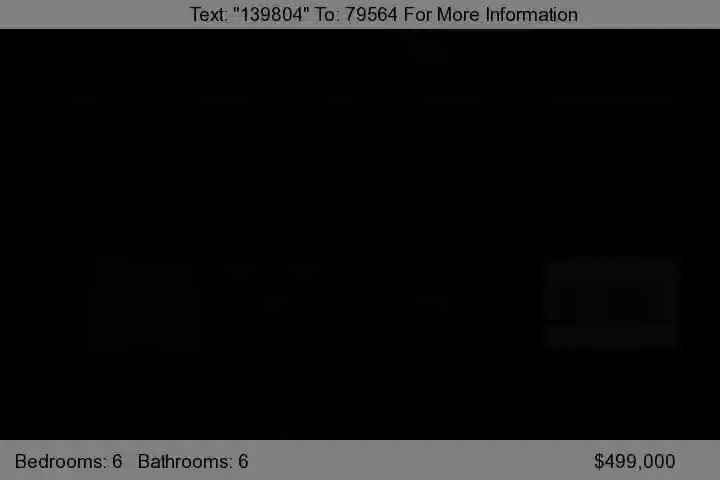 Text: "139804" To: 79564 For More Information
Bedrooms: 6 Bathrooms: 6
$499,000